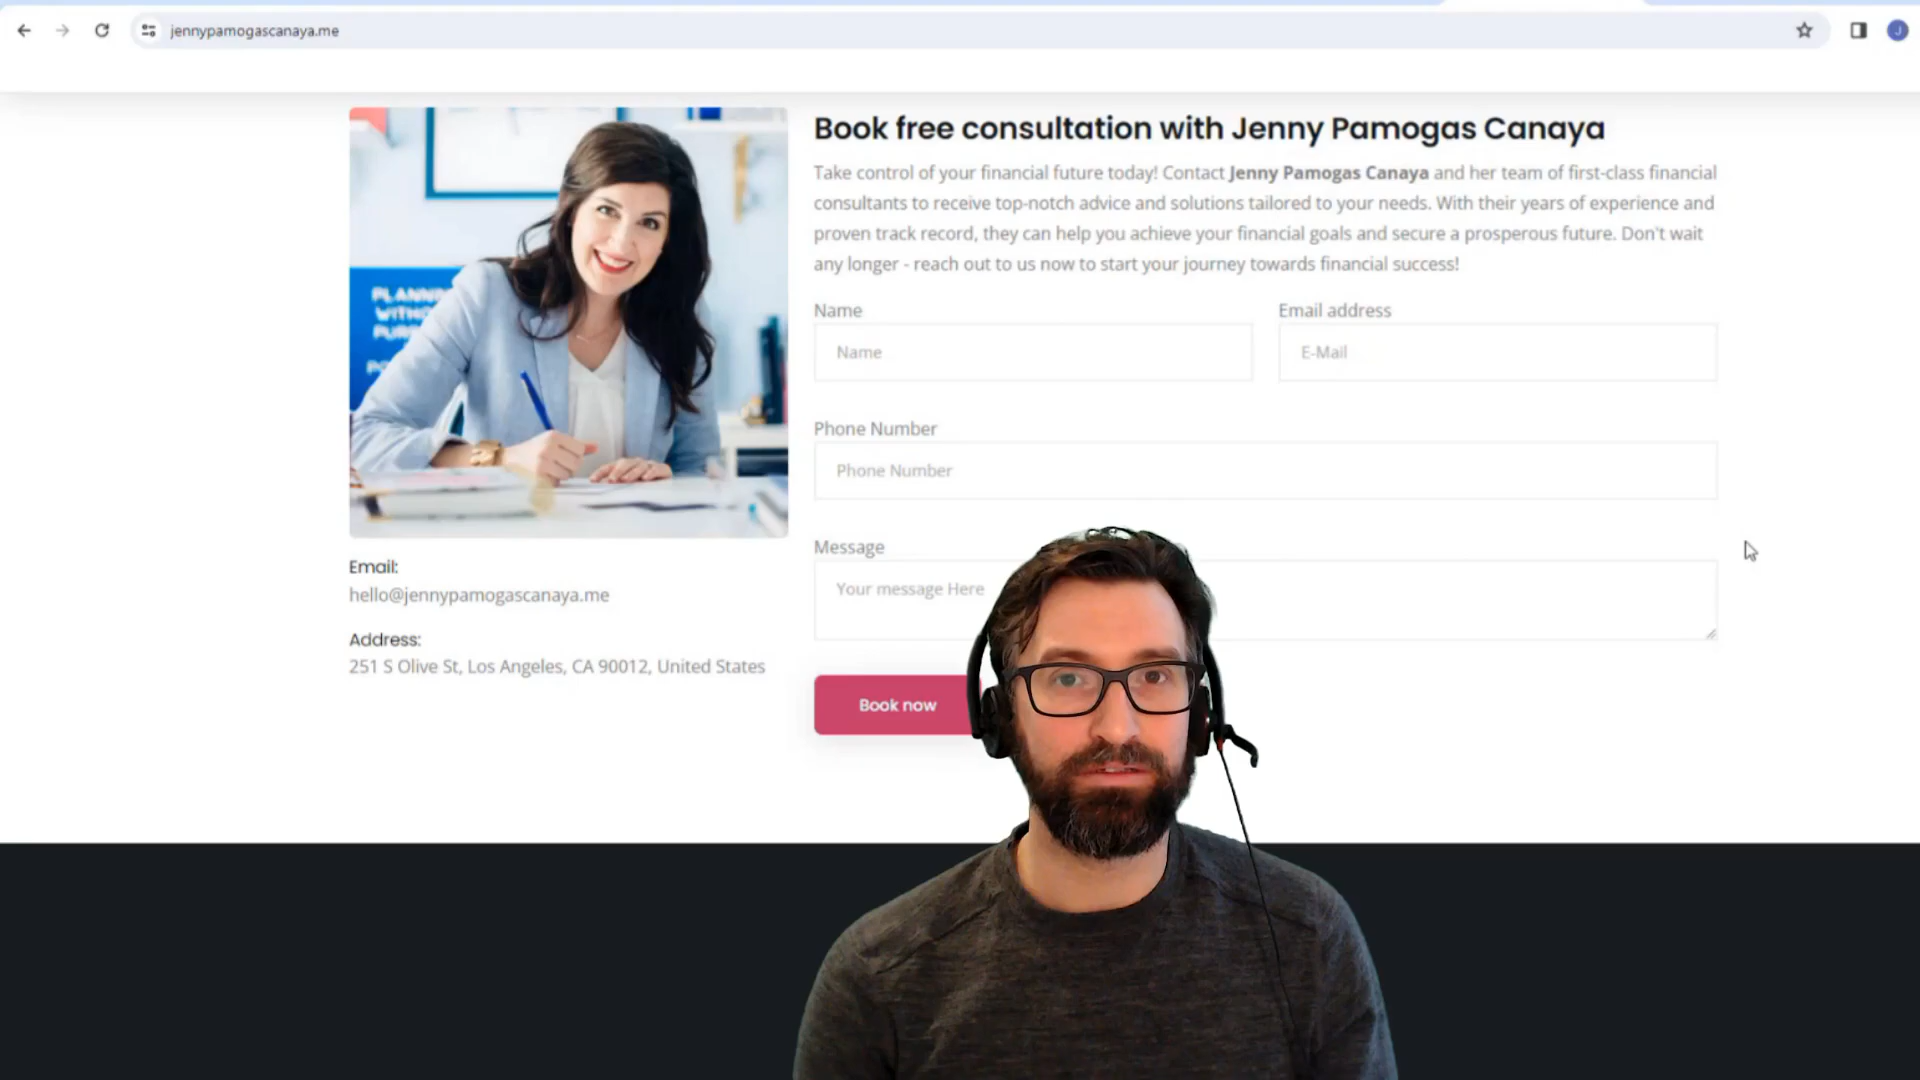 jennypamogascanaya.me
J
Book free consultation with Jenny Pamogas Canaya
Take control of your financial future today! Contact Jenny Pamogas Canaya and her team of first-class financial
consultants to receive top-notch advice and solutions tailored to your needs. With their years of experience and
proven track record, they can help you achieve your financial goals and secure a prosperous future. Don't wait
any longer - reach out to us now to start your journey towards financial success!
Name
Email address
Name
E-Mail
Phone Number
Phone Number
Message
Your message Here
Book now
Email:
hello@jennypamogascanaya.me
Address:
251 S Olive St, Los Angeles, CA 90012, United States